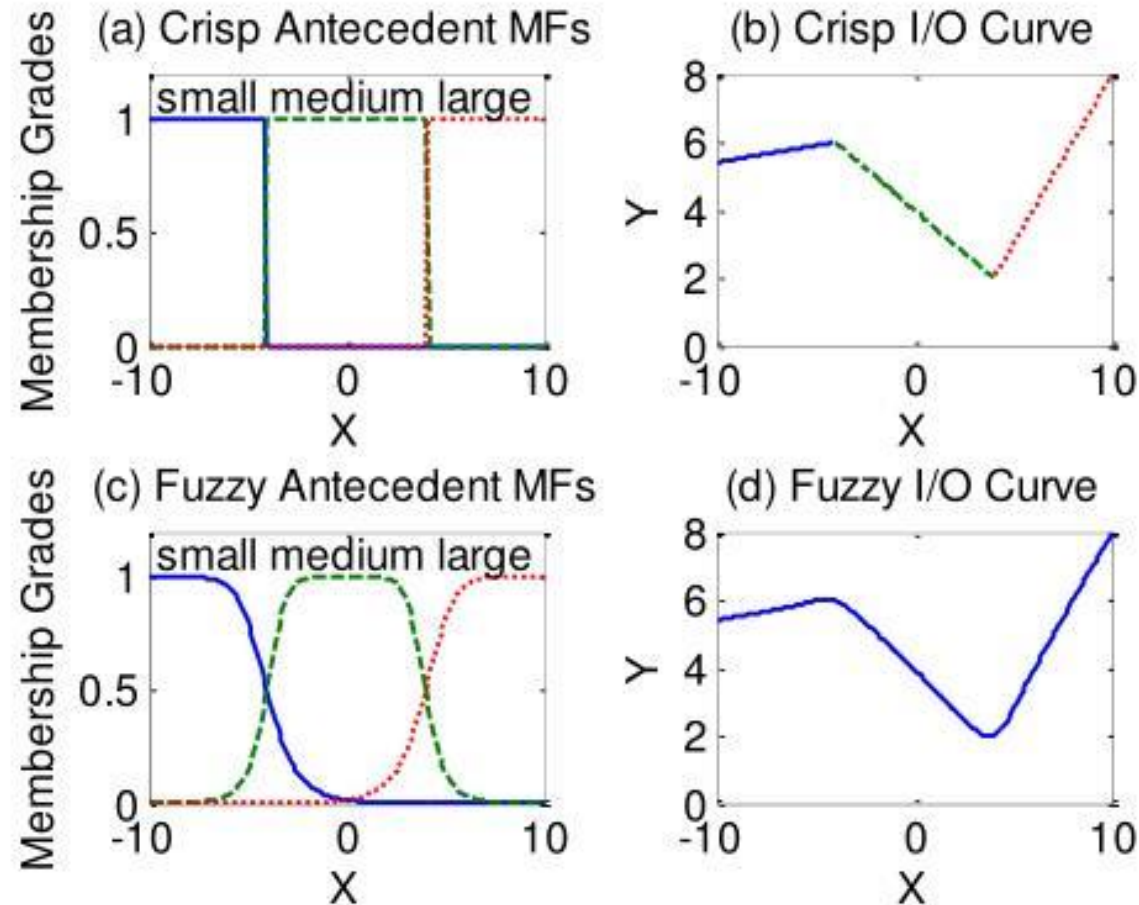 (a) Crisp Antecedent MFs
Membership Grades
small medium large
1
0.5
0
-10 0 10
X
(b) Crisp I/O Curve
Y
8
6
4
2
0
-10 0 10
X
(c) Fuzzy Antecedent MFs
Membership Grades
small medium large
1
0.5
0
-10 0 10
X
(d) Fuzzy I/O Curve
Y
8
6
4
2
0
-10 0 10
X